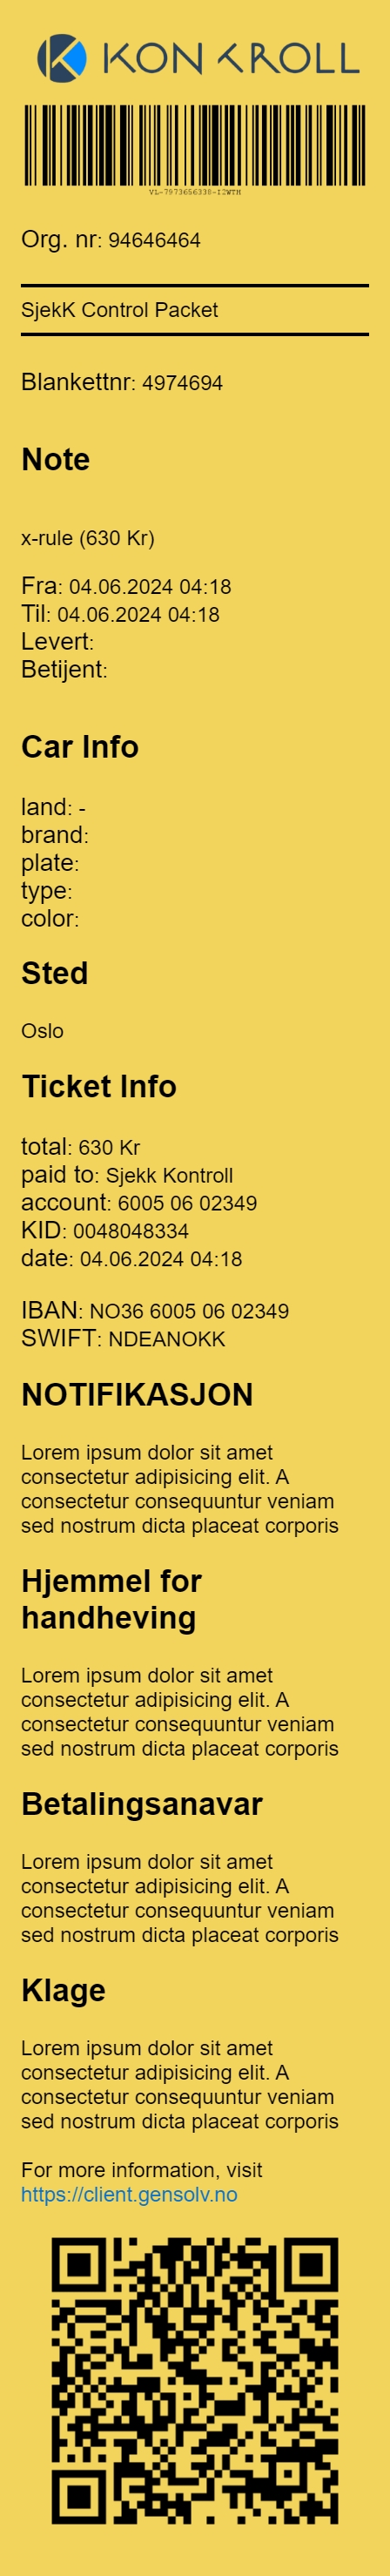 KONTROLL
VL-7973656338-I2WTM
Org. nr: 94646464
SjekK Control Packet
Blankettnr: 4974694
Note
x-rule (630 Kr)
Fra: 04.06.2024 04:18
Til: 04.06.2024 04:18
Levert:
Betijent:
Car Info
land: -
brand:
plate:
type:
color:
Sted
Oslo
Ticket Info
total: 630 Kr
paid to: Sjekk Kontroll
account: 6005 06 02349
KID: 0048048334
date: 04.06.2024 04:18
IBAN: NO36 6005 06 02349
SWIFT: NDEANOKK
NOTIFIKASJON
Lorem ipsum dolor sit amet
consectetur adipisicing elit. A
consectetur consequuntur veniam
sed nostrum dicta placeat corporis
Hjemmel for
handheving
Lorem ipsum dolor sit amet
consectetur adipisicing elit. A
consectetur consequuntur veniam
sed nostrum dicta placeat corporis
Betalingsanavar
Lorem ipsum dolor sit amet
consectetur adipisicing elit. A
consectetur consequuntur veniam
sed nostrum dicta placeat corporis
Klage
Lorem ipsum dolor sit amet
consectetur adipisicing elit. A
consectetur consequuntur veniam
sed nostrum dicta placeat corporis
For more information, visit
https://client.gensolv.no